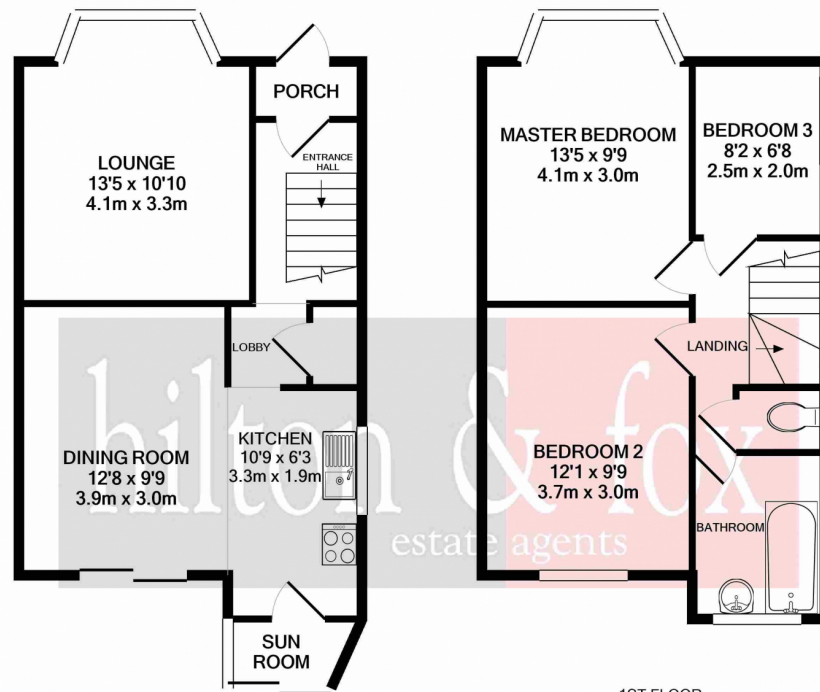 PORCH
LOUNGE
13'5 x 10'10
4.1m x 3.3m
ENTRANCE
HALL
LOBBY
DINING ROOM
12'8 x 9'9
3.9m x 3.0m
KITCHEN
10'9 x 6'3
3.3m x 1.9m
SUN
ROOM
MASTER BEDROOM
13'5 x 9'9
4.1m x 3.0m
BEDROOM 3
8'2 x 6'8
2.5m x 2.0m
LANDING
BEDROOM 2
12'1 x 9'9
3.7m x 3.0m
BATHROOM
hilton & fox
estate agents